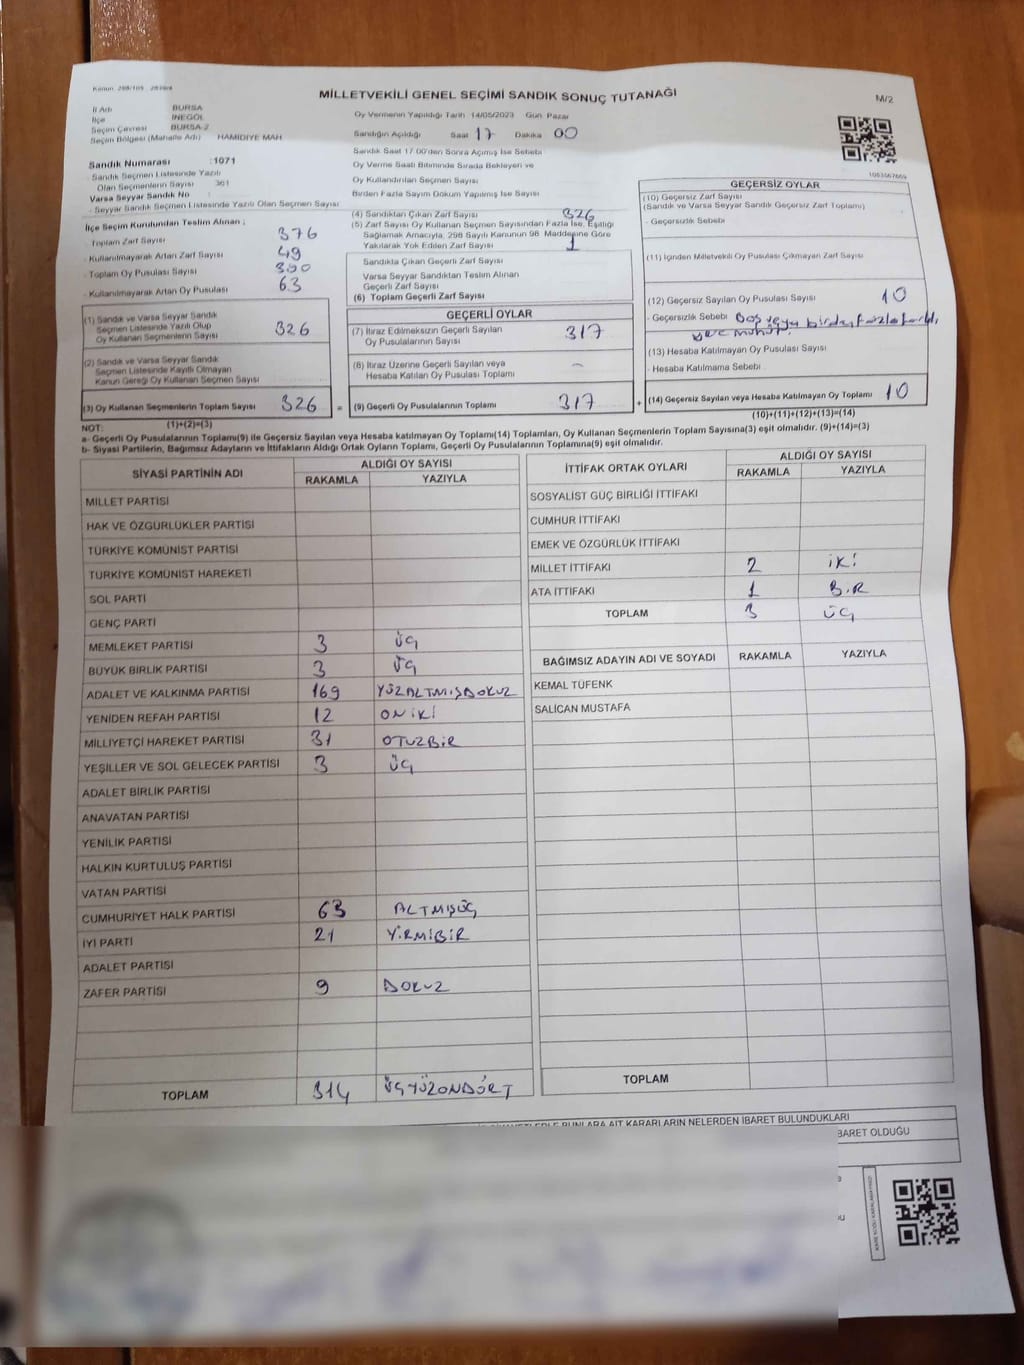 MİLLETVEKİLİ GENEL SEÇİMİ SANDIK SONUÇ TUTANAĞI
M/2
İl Adı BURSA
İlçe İNEGÖL
Seçim Çevresi BURSA-2
Seçim Bölgesi (Mahalle Adı) HAMİDİYE MAH
Oy Vermenin Yapıldığı Tarih 14/05/2023 Gün Pazar
Sandığın Açıldığı Saat 17 Dakika 00
Sandık Saat 17:00'den Sonra Açılmış İse Sebebi
Oy Verme Saati Bitiminde Sırada Bekleyen ve
Oy Kullandırılan Seçmen Sayısı
Birden Fazla Sayım Döküm Yapılmış İse Sayısı
Sandık Numarası :1071
- Sandık Seçmen Listesinde Yazılı
Olan Seçmenlerin Sayısı 361
Varsa Seyyar Sandık No :
- Seyyar Sandık Seçmen Listesinde Yazılı Olan Seçmen Sayısı
İlçe Seçim Kurulundan Teslim Alınan ;
- Toplam Zarf Sayısı 376
- Kullanılmayarak Artan Zarf Sayısı 49
- Toplam Oy Pusulası Sayısı
- Kullanılmayarak Artan Oy Pusulası 63
(1) Sandık ve Varsa Seyyar Sandık
Seçmen Listesinde Yazılı Olup
Oy Kullanan Seçmenlerin Sayısı 326
(2) Sandık ve Varsa Seyyar Sandık
Seçmen Listesinde Kayıtlı Olmayan
Kanun Gereği Oy Kullanan Seçmen Sayısı
(3) Oy Kullanan Seçmenlerin Toplam Sayısı 326 =
(1)+(2)=(3)
(4) Sandıktan Çıkan Zarf Sayısı 326
(5) Zarf Sayısı Oy Kullanan Seçmen Sayısından Fazla İse, Eşitliği
Sağlamak Amacıyla, 298 Sayılı Kanunun 98. Maddesine Göre
Yakılarak Yok Edilen Zarf Sayısı 1
Sandıkta Çıkan Geçerli Zarf Sayısı
Varsa Seyyar Sandıktan Teslim Alınan
Geçerli Zarf Sayısı
(6) Toplam Geçerli Zarf Sayısı
GEÇERLİ OYLAR
(7) İtiraz Edilmeksizin Geçerli Sayılan
Oy Pusulalarının Sayısı 317
(8) İtiraz Üzerine Geçerli Sayılan veya
Hesaba Katılan Oy Pusulası Toplamı –
(9) Geçerli Oy Pusulalarının Toplamı 317 +
GEÇERSİZ OYLAR
(10) Geçersiz Zarf Sayısı
(Sandık ve Varsa Seyyar Sandık Geçersiz Zarf Toplamı)
- Geçersizlik Sebebi
(11) İçinden Milletvekili Oy Pusulası Çıkmayan Zarf Sayısı
(12) Geçersiz Sayılan Oy Pusulası Sayısı 10
- Geçersizlik Sebebi Boş veya birden fazla
(13) Hesaba Katılmayan Oy Pusulası Sayısı
- Hesaba Katılmama Sebebi
(14) Geçersiz Sayılan veya Hesaba Katılmayan Oy Toplamı 10
(10)+(11)+(12)+(13)=(14)
NOT:
a- Geçerli Oy Pusulalarının Toplamı(9) ile Geçersiz Sayılan veya Hesaba katılmayan Oy Toplamı(14) Toplamları, Oy Kullanan Seçmenlerin Toplam Sayısına(3) eşit olmalıdır. (9)+(14)=(3)
b- Siyasi Partilerin, Bağımsız Adayların ve İttifakların Aldığı Ortak Oyların Toplamı, Geçerli Oy Pusulalarının Toplamına(9) eşit olmalıdır.
SİYASİ PARTİNİN ADI ALDIĞI OY SAYISI
RAKAMLA YAZIYLA
MİLLET PARTİSİ
HAK VE ÖZGÜRLÜKLER PARTİSİ
TÜRKİYE KOMÜNİST PARTİSİ
TÜRKİYE KOMÜNİST HAREKETİ
SOL PARTİ
GENÇ PARTİ
MEMLEKET PARTİSİ 3 ÜÇ
BÜYÜK BİRLİK PARTİSİ 3 ÜÇ
ADALET VE KALKINMA PARTİSİ 169 YÜZALTMIŞDOKUZ
YENİDEN REFAH PARTİSİ 12 ONİKİ
MİLLİYETÇİ HAREKET PARTİSİ 31 OTUZBİR
YEŞİLLER VE SOL GELECEK PARTİSİ 3 ÜÇ
ADALET BİRLİK PARTİSİ
ANAVATAN PARTİSİ
YENİLİK PARTİSİ
HALKIN KURTULUŞ PARTİSİ
VATAN PARTİSİ
CUMHURİYET HALK PARTİSİ 63 ALTMIŞÜÇ
İYİ PARTİ 21 YİRMİBİR
ADALET PARTİSİ
ZAFER PARTİSİ 9 DOKUZ
TOPLAM 314 ÜÇYÜZONDÖRT
İTTİFAK ORTAK OYLARI ALDIĞI OY SAYISI
RAKAMLA YAZIYLA
SOSYALİST GÜÇ BİRLİĞİ İTTİFAKI
CUMHUR İTTİFAKI
EMEK VE ÖZGÜRLÜK İTTİFAKI
MİLLET İTTİFAKI 2 İKİ
ATA İTTİFAKI 1 BİR
TOPLAM 3 ÜÇ
BAĞIMSIZ ADAYIN ADI VE SOYADI RAKAMLA YAZIYLA
KEMAL TÜFENK
SALİCAN MUSTAFA
TOPLAM
BUNLARA AİT KARARLARIN NELERDEN İBARET BULUNDUKLARI
İBARET OLDUĞU